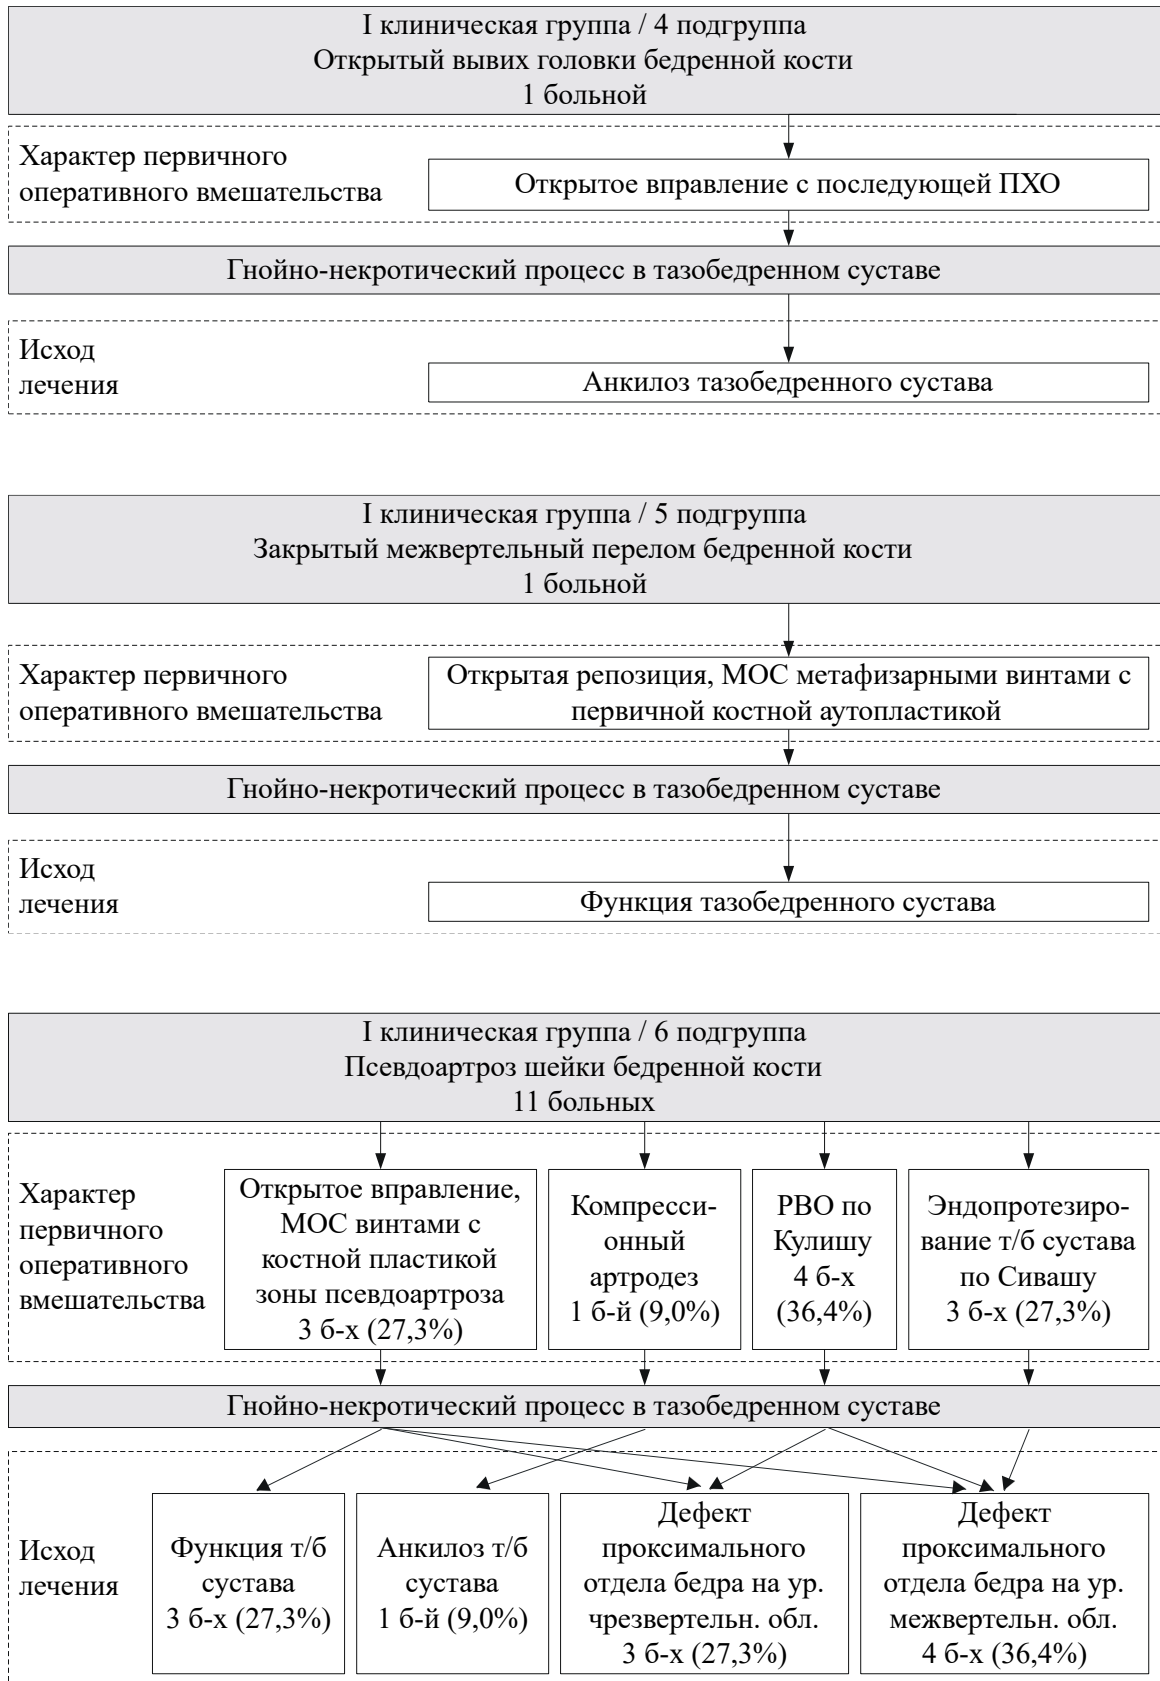 I клиническая группа / 4 подгруппа
Открытый вывих головки бедренной кости
1 больной
Характер первичного
оперативного вмешательства
Открытое вправление с последующей ПХО
Гнойно-некротический процесс в тазобедренном суставе
Исход
лечения
Анкилоз тазобедренного сустава
I клиническая группа / 5 подгруппа
Закрытый межвертельный перелом бедренной кости
1 больной
Характер первичного
оперативного вмешательства
Открытая репозиция, МОС метафизарными винтами с
первичной костной аутопластикой
Гнойно-некротический процесс в тазобедренном суставе
Исход
лечения
Функция тазобедренного сустава
I клиническая группа / 6 подгруппа
Псевдоартроз шейки бедренной кости
11 больных
Характер
первичного
оперативного
вмешательства
Открытое вправление,
МОС винтами с
костной пластикой
зоны псевдоартроза
3 б-х (27,3%)
Компресси-
онный
артродез
1 б-й (9,0%)
РВО по
Кулишу
4 б-х
(36,4%)
Эндопротезиро-
вание т/б сустава
по Сивашу
3 б-х (27,3%)
Гнойно-некротический процесс в тазобедренном суставе
Исход
лечения
Функция т/б
сустава
3 б-х (27,3%)
Анкилоз т/б
сустава
1 б-й (9,0%)
Дефект
проксимального
отдела бедра на ур.
чрезвертельн. обл.
3 б-х (27,3%)
Дефект
проксимального
отдела бедра на ур.
межвертельн. обл.
4 б-х (36,4%)